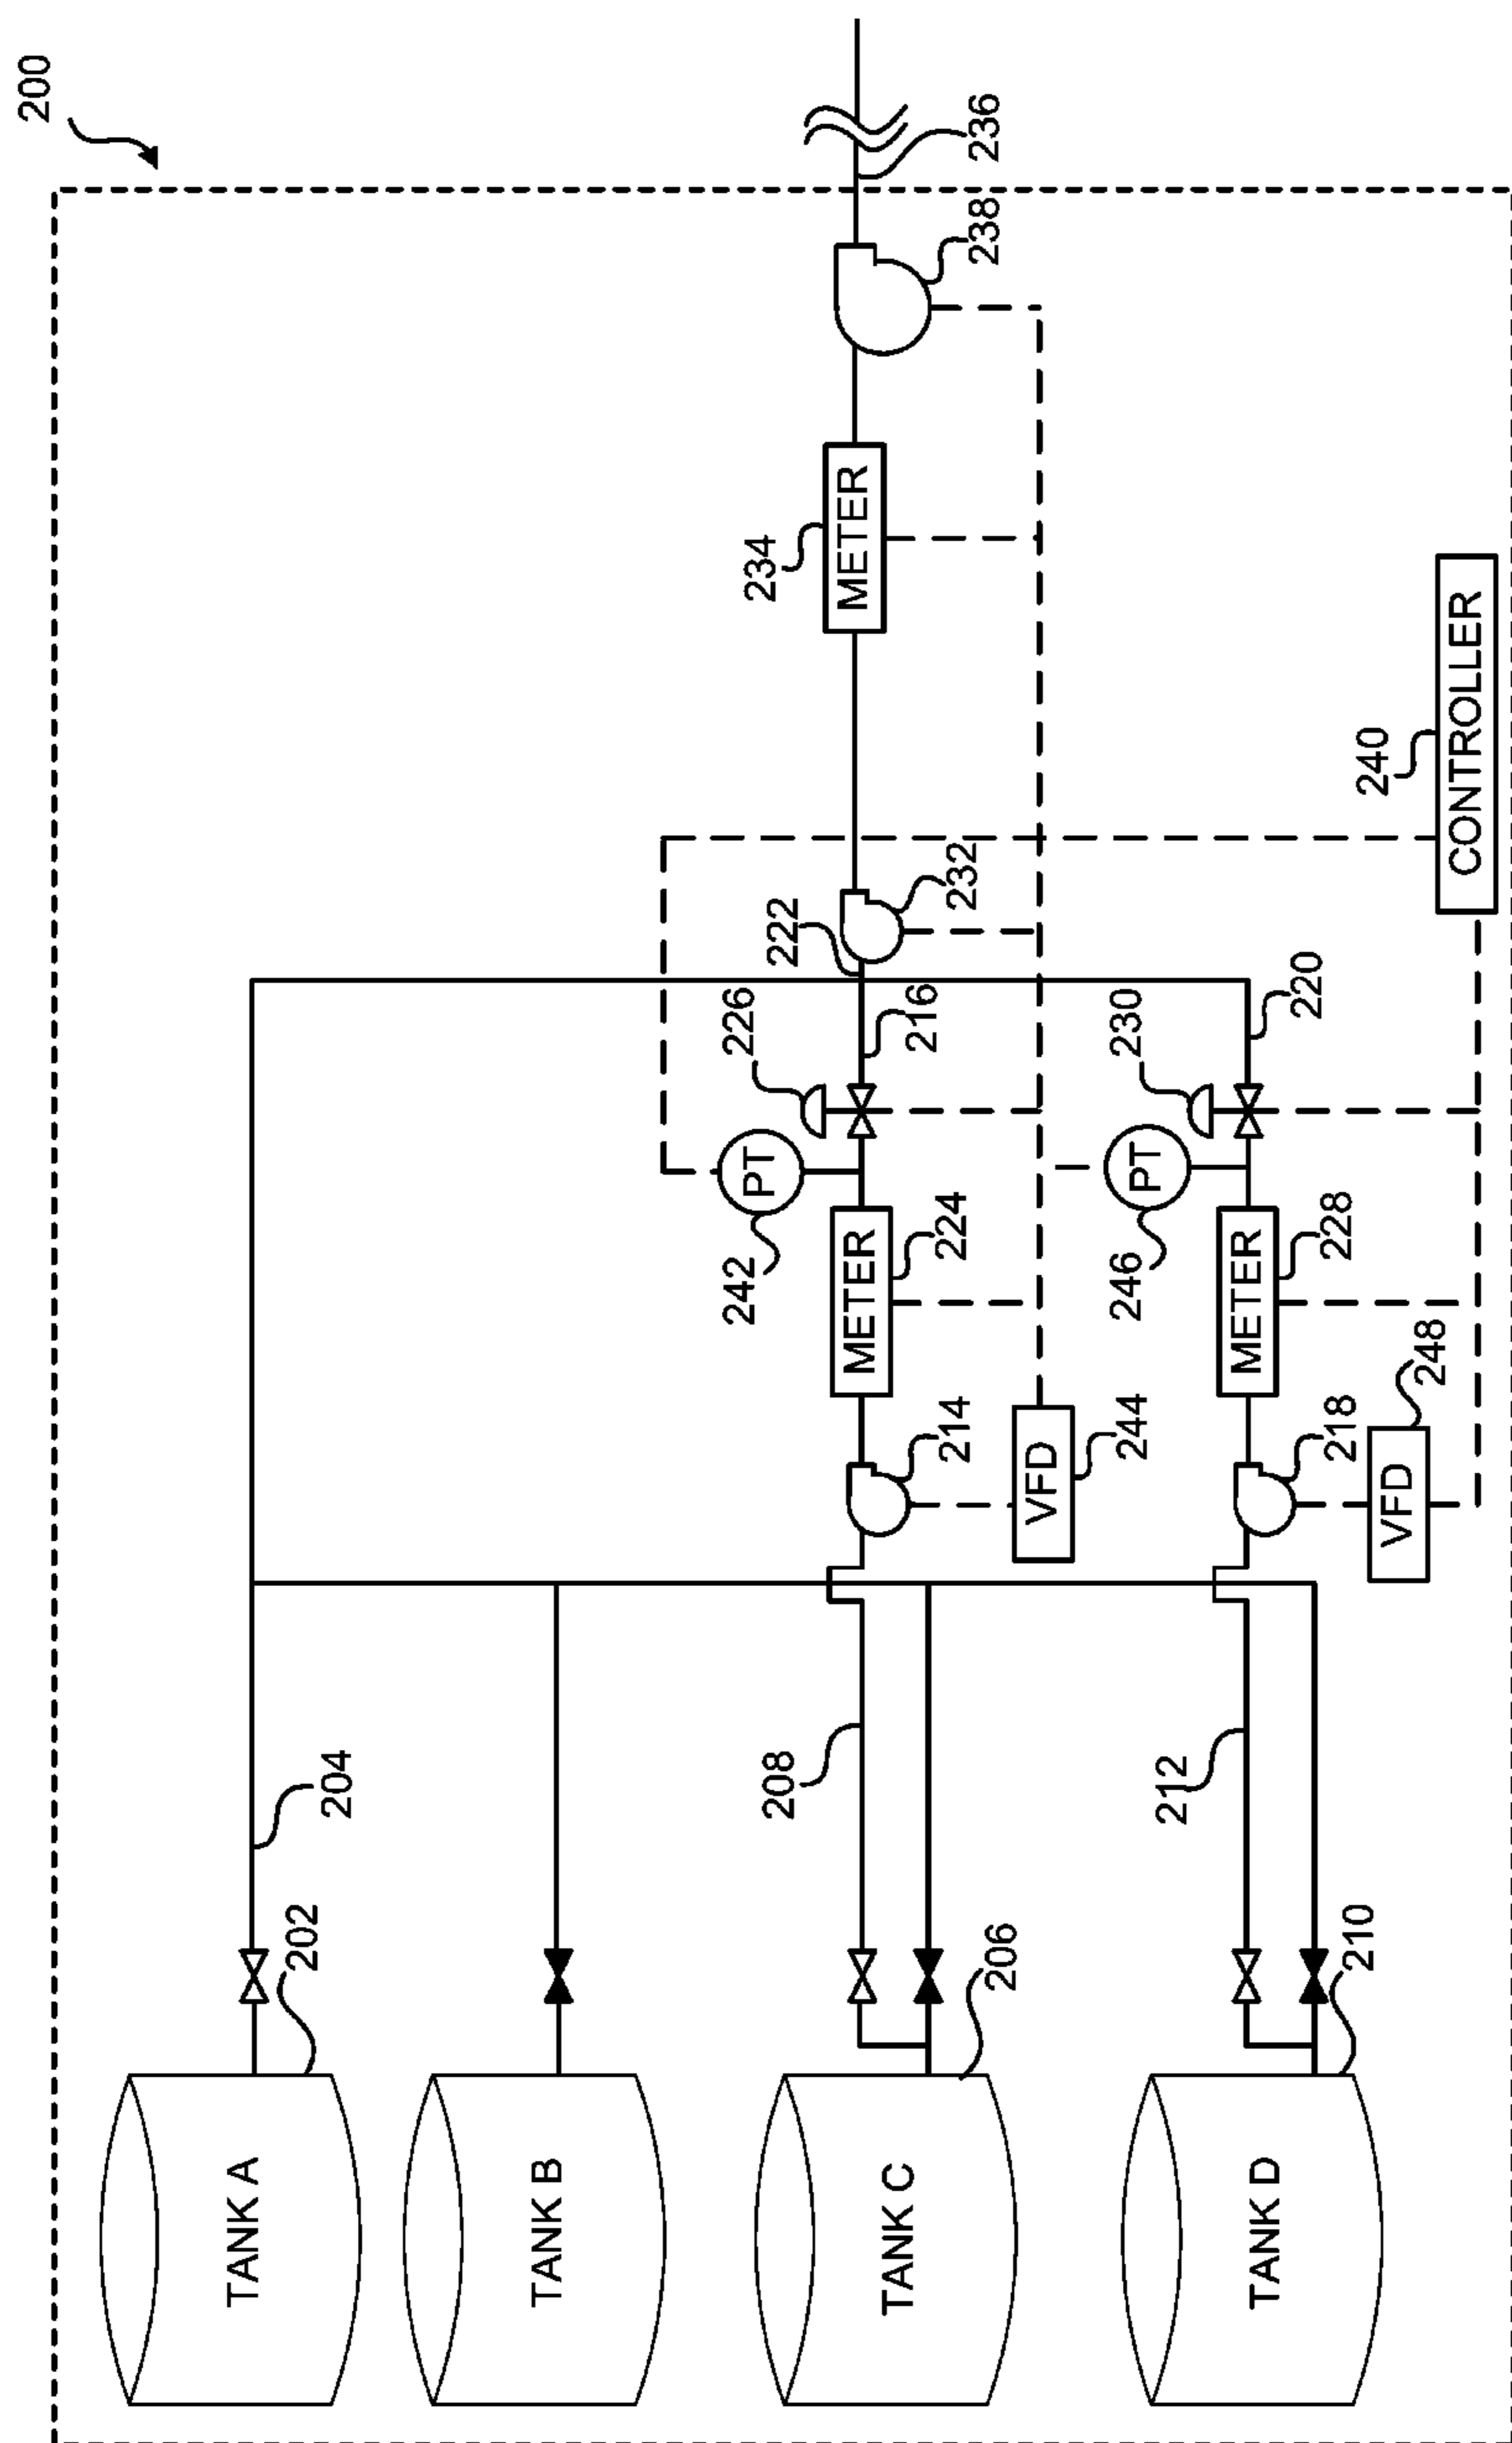 200
TANK A
202
204
TANK B
TANK C
206
208
214
METER
224
VFD
244
PT
242
226
216
222
232
METER
234
238
236
TANK D
210
212
218
VFD
248
METER
228
PT
246
230
220
CONTROLLER
240